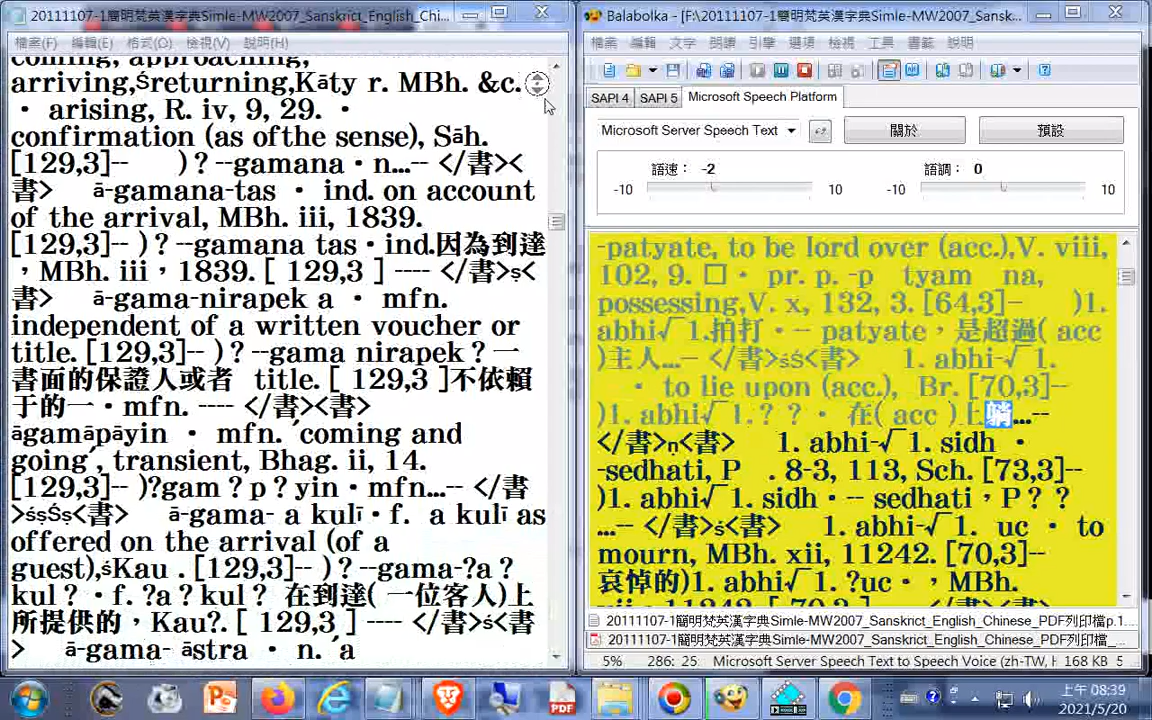 20111107-1簡明梵英漢字典Simle-MW2007_Sanskrict_English_Chi...
檔案(F) 編輯(E) 格式(O) 檢視(V) 說明(H)
coming, approaching,
arriving,Śreturning,Kāty r. MBh. &c.
• arising, R. iv, 9, 29. •
confirmation (as ofthe sense), Sāh.
[129,3]-- )? --gamana • n...-- </書><
書> ā-gamana-tas • ind. on account
of the arrival, MBh. iii, 1839.
[129,3]-- )? --gamana tas•ind.因為到達
，MBh. iii，1839. [ 129,3 ] ---- </書>ș<
書> ā-gama-nirapek a • mfn.
independent of a written voucher or
title. [129,3]-- )? --gama nirapek？一
書面的保證人或者 title. [ 129,3 ]不依賴
于的一•mfn. ---- </書><書>
āgamāpāyin • mfn. ′coming and
going′, transient, Bhag. ii, 14.
[129,3]-- )?gam？p？yin•mfn...-- </書
>śșŚș<書> ā-gama- a kulī•f. a kulī as
offered on the arrival (of a
guest),śKau . [129,3]-- )? --gama-?a？
kul？•f. ?a？kul？ 在到達( 一位客人)上
所提供的，Kau?. [ 129,3 ] ---- </書>ś<書
> ā-gama- āstra • n. ′a
Balabolka - [F:\20111107-1簡明梵英漢字典Simle-MW2007_Sansk...
檔案 編輯 文字 朗讀 引擎 選項 檢視 工具 書籤 說明
SAPI 4 SAPI 5 Microsoft Speech Platform
Microsoft Server Speech Text 關於 預設
語速： -2 語調： 0
-10 10 -10 10
-patyate, to be lord over (acc.),V. viii,
102, 9. □• pr. p. -p tyam na,
possessing,V. x, 132, 3. [64,3]- )1.
abhi√1.拍打•-- patyate，是超過( acc
)主人...-- </書>śŚ<書> 1. abhi-√1.
• to lie upon (acc.), Br. [70,3]--
)1. abhi√1.？？• 在( acc )上躺...--
</書>ņ<書> 1. abhi-√1. sidh •
-sedhati, P . 8-3, 113, Sch. [73,3]--
)1. abhi√1. sidh•-- sedhati，P？？
...-- </書>ś<書> 1. abhi-√1. uc • to
mourn, MBh. xii, 11242. [70,3]--
哀悼的)1. abhi√1. ?uc•，MBh.
20111107-1簡明梵英漢字典Simle-MW2007_Sanskrict_English_Chinese_PDF列印檔p.1...
20111107-1簡明梵英漢字典Simle-MW2007_Sanskrict_English_Chinese_PDF列印檔_...
5% 286: 25 Microsoft Server Speech Text to Speech Voice (zh-TW, H 168 KB 5
上午 08:39
2021/5/20